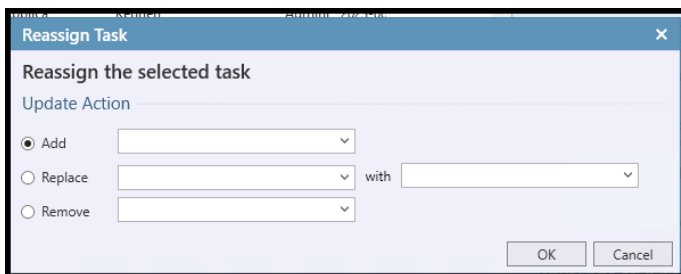 Reassign Task
Reassign the selected task
Update Action
Add
Replace with
Remove
OK Cancel